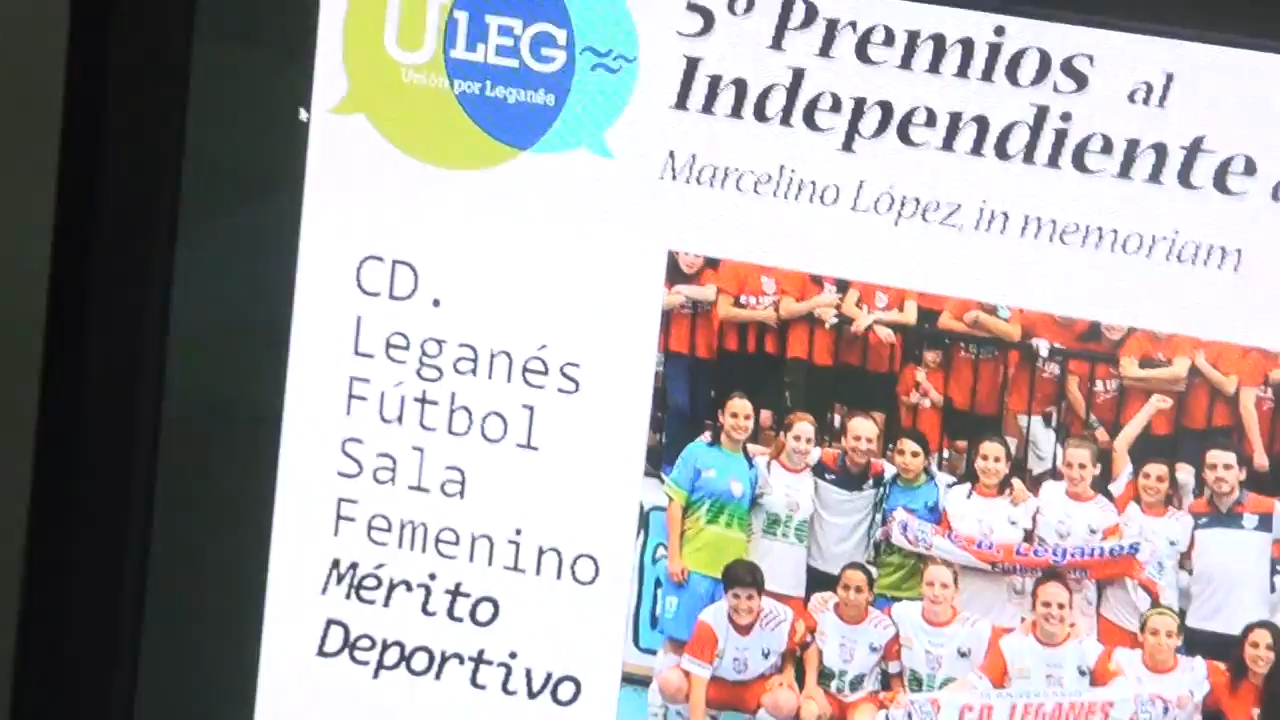 ULEG
Unión por Leganés
5º Premios al
Independiente
Marcelino López, in memoriam
CD.
Leganés
Fútbol
Sala
Femenino
Mérito
Deportivo
C.D. Leganés
C.D. LEGANES